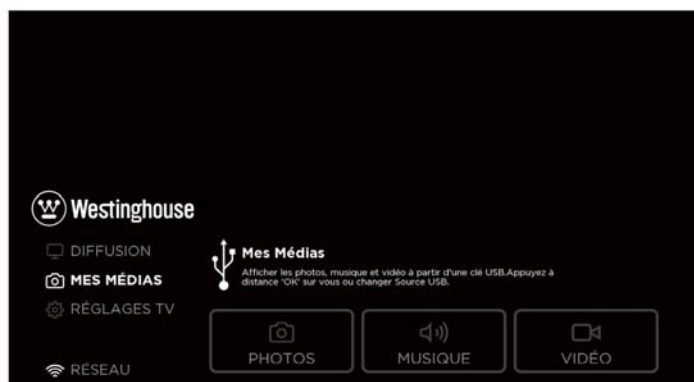 Westinghouse
DIFFUSION
MES MÉDIAS
RÉGLAGES TV
RÉSEAU
Mes Médias
Afficher les photos, musique et vidéo à partir d'une clé USB.Appuyez à
distance 'OK' sur vous ou changer Source USB.
PHOTOS
MUSIQUE
VIDÉO